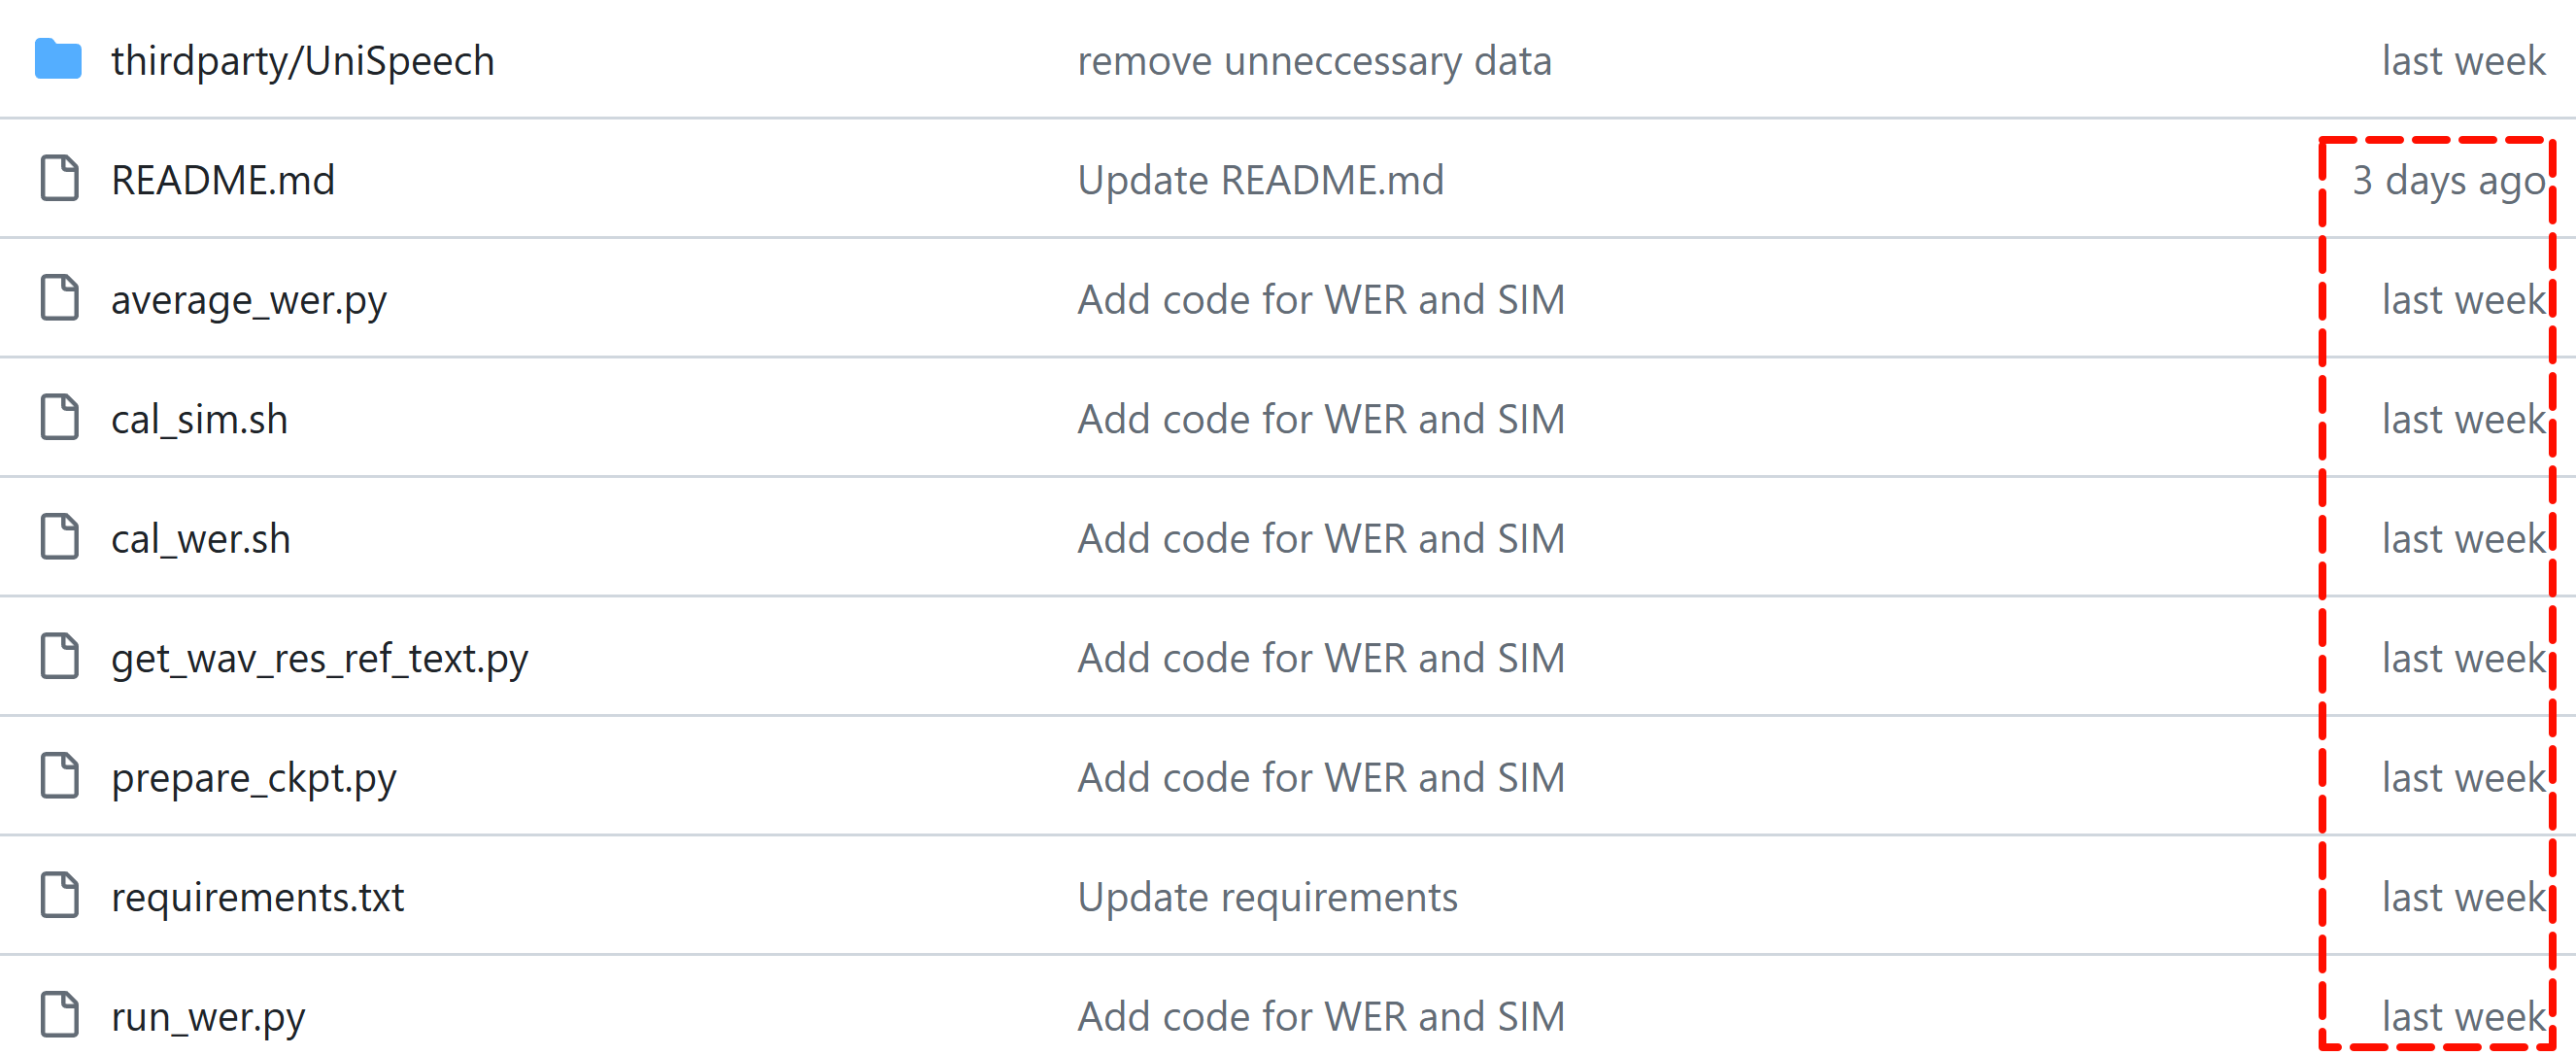 thirdparty/UniSpeech remove unneccessary data last week
README.md Update README.md 3 days ago
average_wer.py Add code for WER and SIM last week
cal_sim.sh Add code for WER and SIM last week
cal_wer.sh Add code for WER and SIM last week
get_wav_res_ref_text.py Add code for WER and SIM last week
prepare_ckpt.py Add code for WER and SIM last week
requirements.txt Update requirements last week
run_wer.py Add code for WER and SIM last week